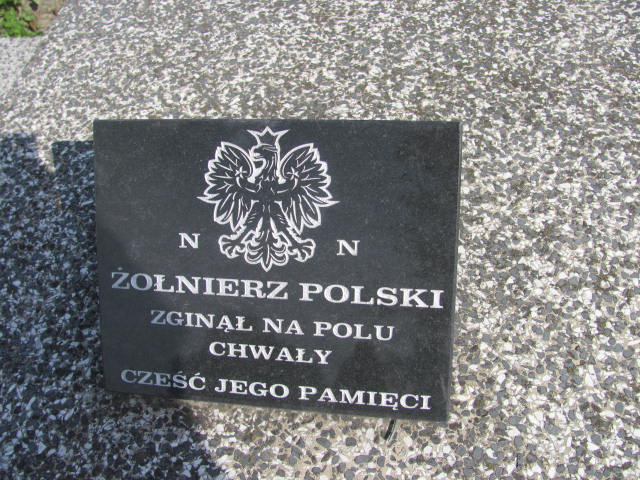 N N
ŻOŁNIERZ POLSKI
ZGINĄŁ NA POLU
CHWAŁY
CZEŚĆ JEGO PAMIĘCI